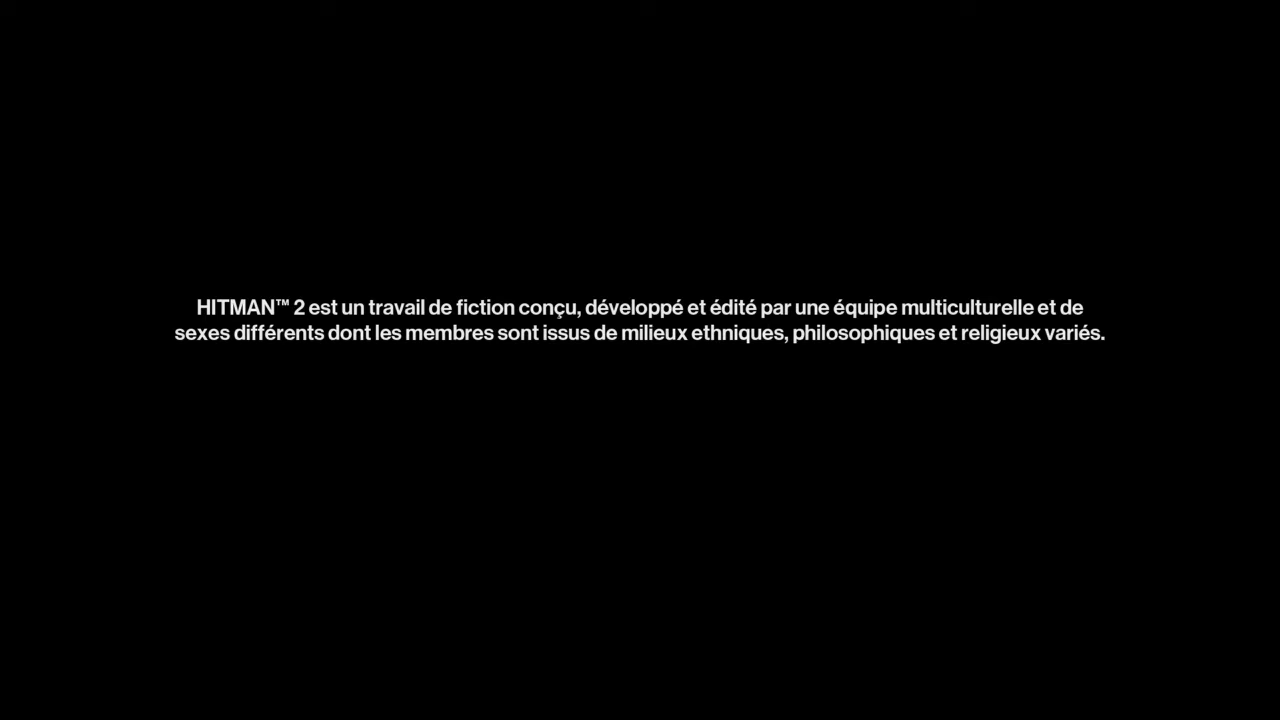 HITMAN™ 2 est un travail de fiction conçu, développé et édité par une équipe multiculturelle et de
sexes différents dont les membres sont issus de milieux ethniques, philosophiques et religieux variés.